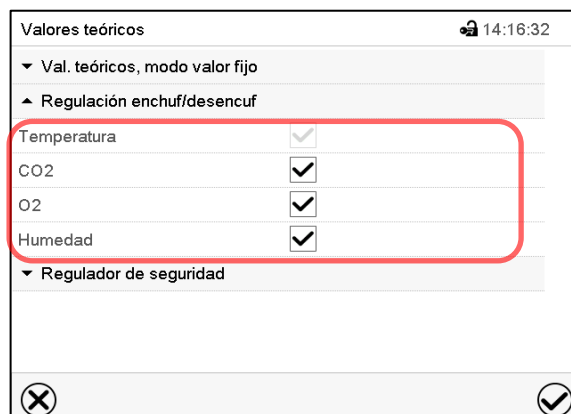 Valores teóricos 14:16:32
Val. teóricos, modo valor fijo
Regulación enchuf/desencuf
Temperatura
CO2
O2
Humedad
Regulador de seguridad